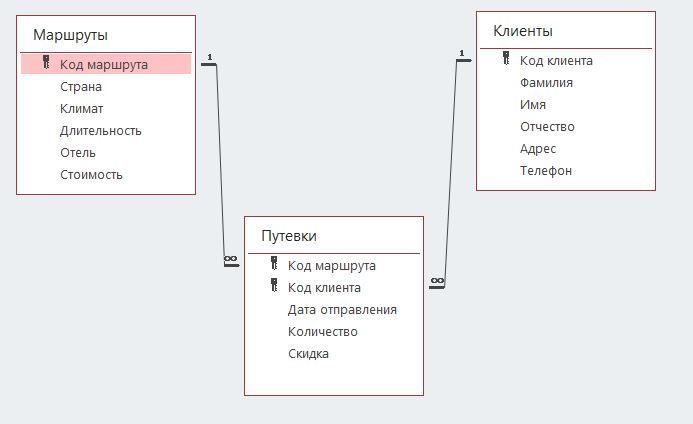 Маршруты
Код маршрута
Страна
Климат
Длительность
Отель
Стоимость
1
∞
Клиенты
Код клиента
Фамилия
Имя
Отчество
Адрес
Телефон
1
∞
Путевки
Код маршрута
Код клиента
Дата отправления
Количество
Скидка